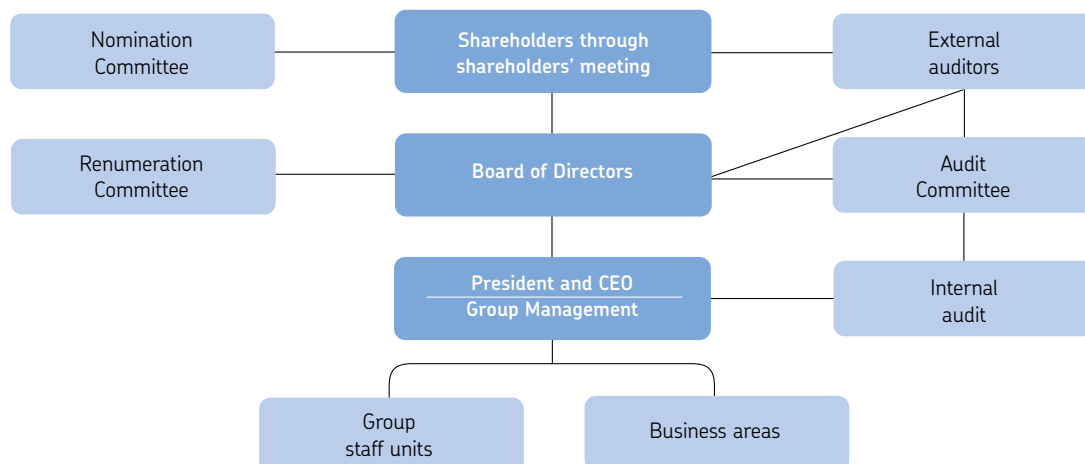 Nomination
Committee
Shareholders through
shareholders' meeting
External
auditors
Renumeration
Committee
Board of Directors
Audit
Committee
President and CEO
Group Management
Internal
audit
Group
staff units
Business areas